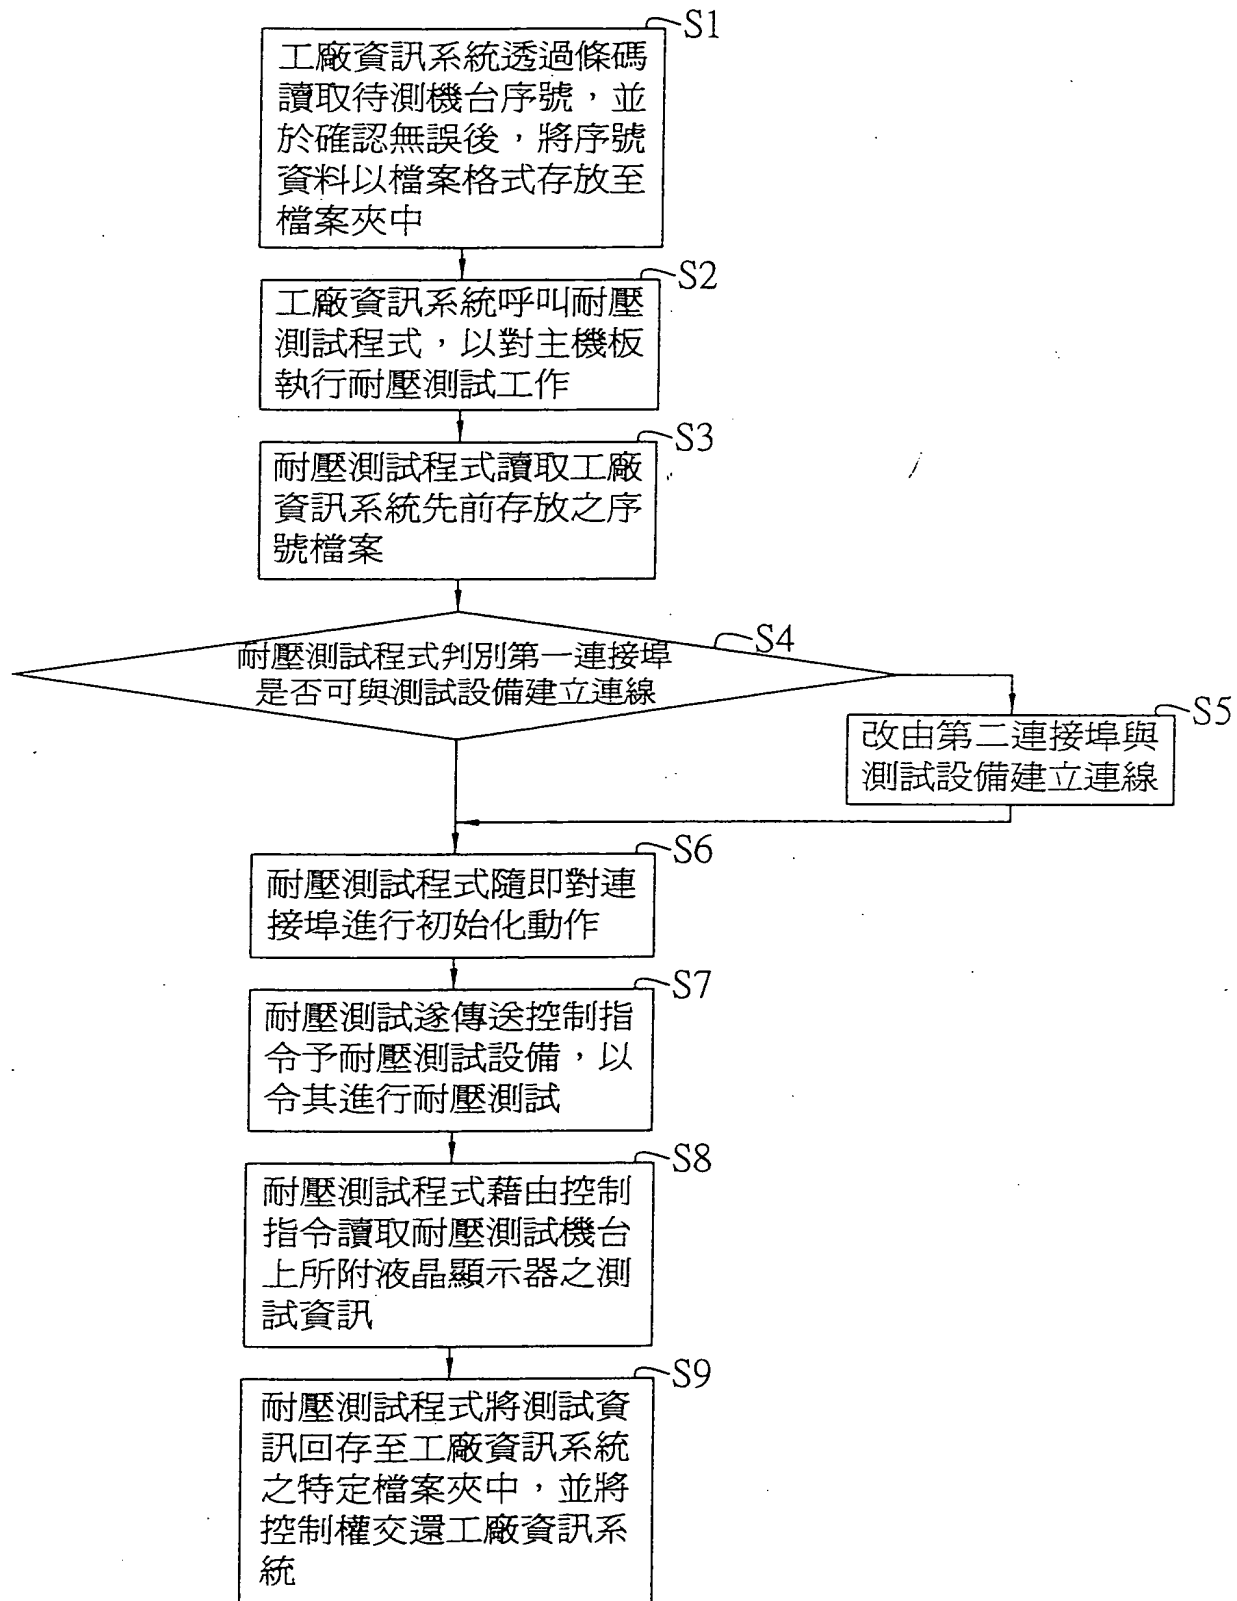 S1
工廠資訊系統透過條碼
讀取待測機台序號，並
於確認無誤後，將序號
資料以檔案格式存放至
檔案夾中
S2
工廠資訊系統呼叫耐壓
測試程式，以對主機板
執行耐壓測試工作
S3
耐壓測試程式讀取工廠
資訊系統先前存放之序
號檔案
S4
耐壓測試程式判別第一連接埠
是否可與測試設備建立連線
S5
改由第二連接埠與
測試設備建立連線
S6
耐壓測試程式隨即對連
接埠進行初始化動作
S7
耐壓測試遂傳送控制指
令予耐壓測試設備，以
令其進行耐壓測試
S8
耐壓測試程式藉由控制
指令讀取耐壓測試機台
上所附液晶顯示器之測
試資訊
S9
耐壓測試程式將測試資
訊回存至工廠資訊系統
之特定檔案夾中，並將
控制權交還工廠資訊系
統